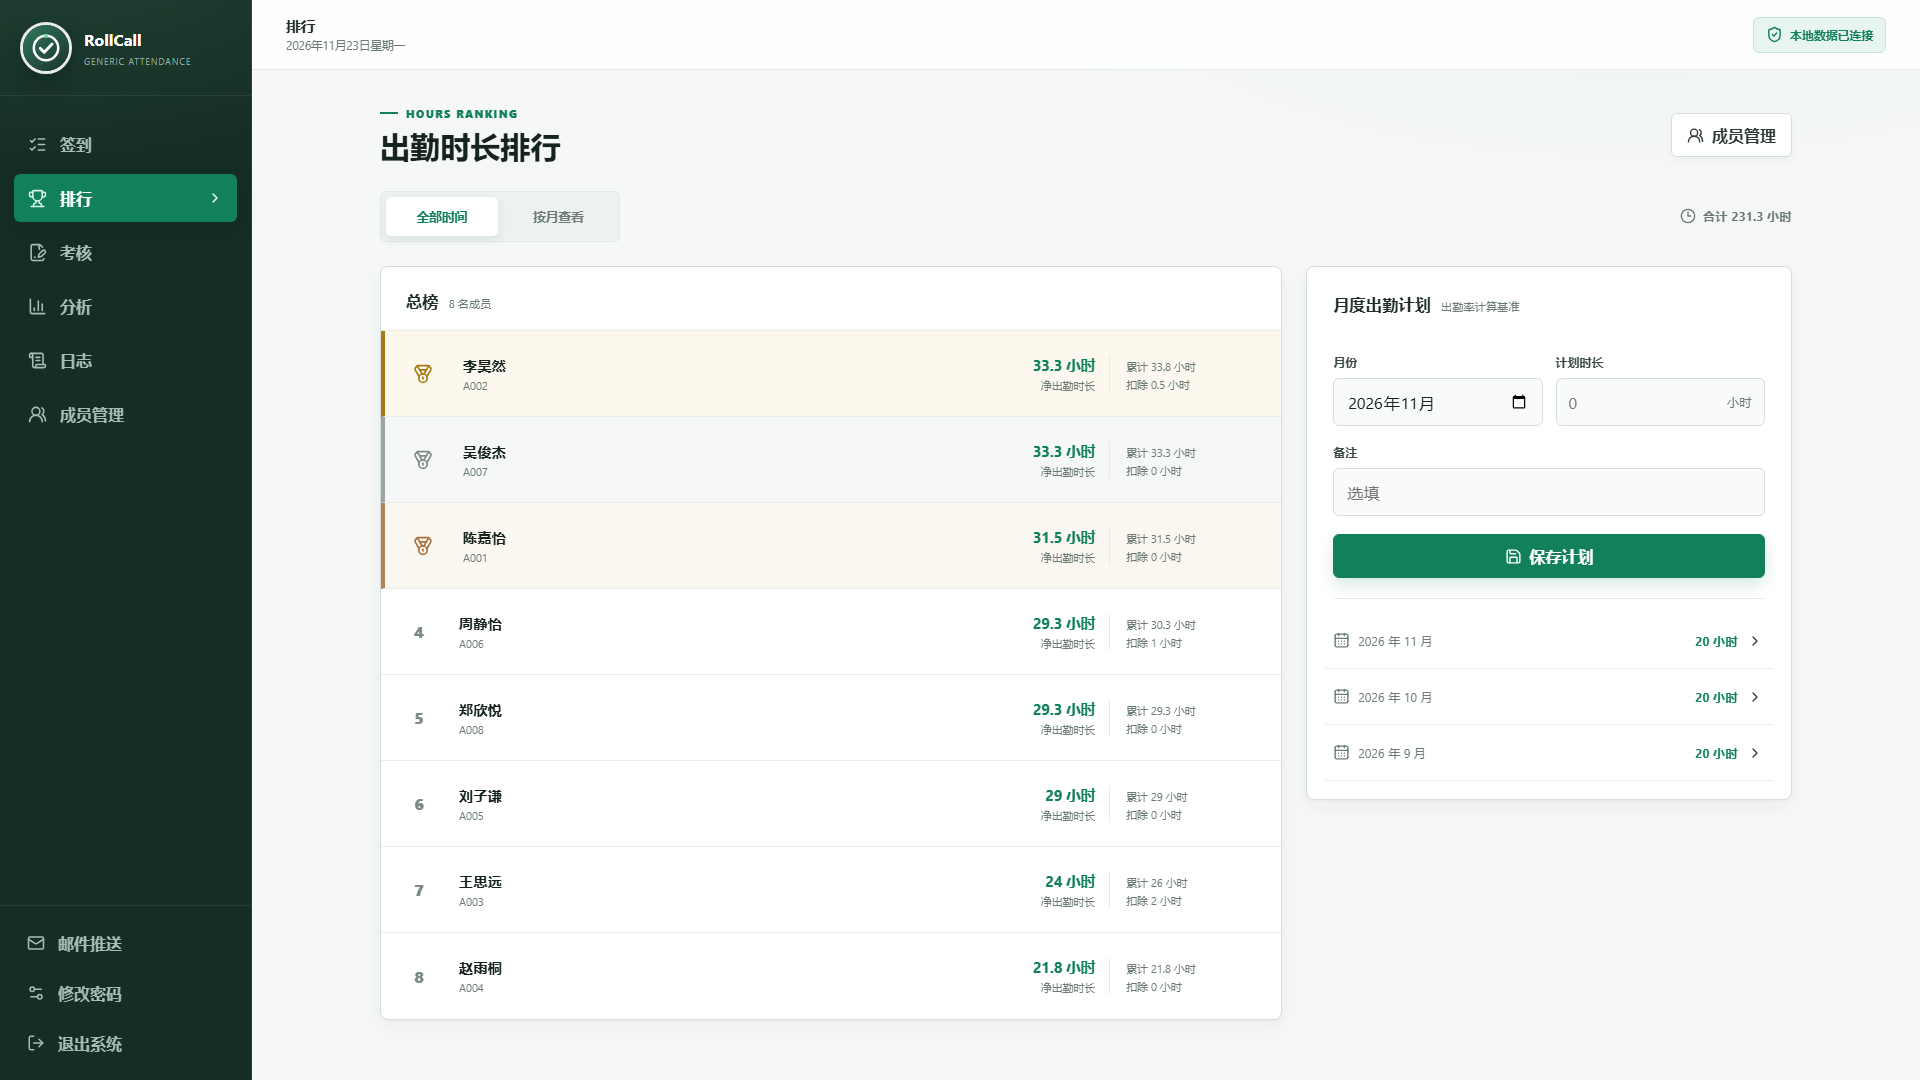 RollCall
GENERIC ATTENDANCE
签到
排行
考核
分析
日志
成员管理
邮件推送
修改密码
退出系统
排行
2026年11月23日星期一
本地数据已连接
HOURS RANKING
出勤时长排行
成员管理
全部时间
按月查看
合计 231.3 小时
总榜 8 名成员
李昊然
A002
33.3 小时
净出勤时长
累计 33.8 小时
扣除 0.5 小时
吴俊杰
A007
33.3 小时
净出勤时长
累计 33.3 小时
扣除 0 小时
陈嘉怡
A001
31.5 小时
净出勤时长
累计 31.5 小时
扣除 0 小时
4
周静怡
A006
29.3 小时
净出勤时长
累计 30.3 小时
扣除 1 小时
5
郑欣悦
A008
29.3 小时
净出勤时长
累计 29.3 小时
扣除 0 小时
6
刘子谦
A005
29 小时
净出勤时长
累计 29 小时
扣除 0 小时
7
王思远
A003
24 小时
净出勤时长
累计 26 小时
扣除 2 小时
8
赵雨桐
A004
21.8 小时
净出勤时长
累计 21.8 小时
扣除 0 小时
月度出勤计划 出勤率计算基准
月份
2026年11月
计划时长
0 小时
备注
选填
保存计划
2026 年 11 月 20 小时
2026 年 10 月 20 小时
2026 年 9 月 20 小时